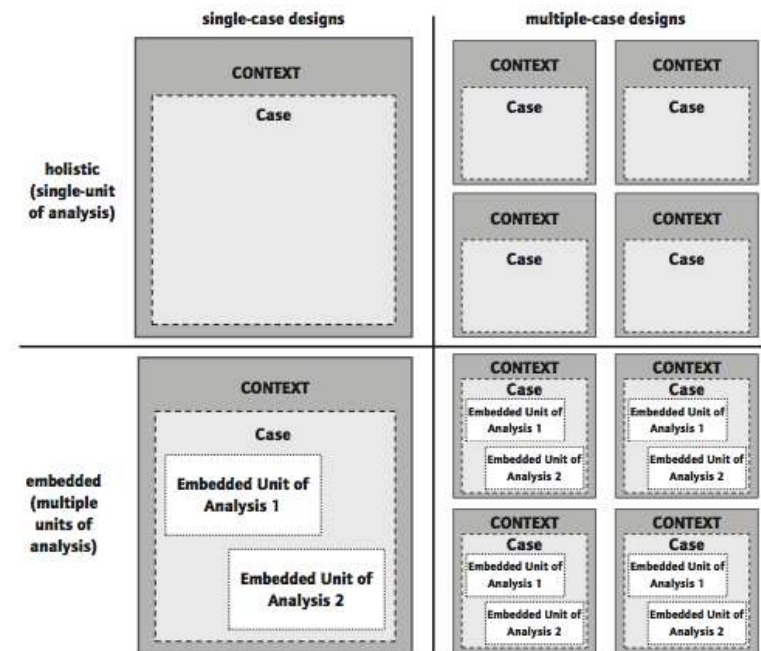 single-case designs
multiple-case designs
holistic
(single-unit
of analysis)
CONTEXT
Case
CONTEXT
Case
CONTEXT
Case
CONTEXT
Case
CONTEXT
Case
embedded
(multiple
units of
analysis)
CONTEXT
Case
Embedded Unit of
Analysis 1
Embedded Unit of
Analysis 2
CONTEXT
Case
Embedded Unit of
Analysis 1
Embedded Unit of
Analysis 2
CONTEXT
Case
Embedded Unit of
Analysis 1
Embedded Unit of
Analysis 2
CONTEXT
Case
Embedded Unit of
Analysis 1
Embedded Unit of
Analysis 2
CONTEXT
Case
Embedded Unit of
Analysis 1
Embedded Unit of
Analysis 2